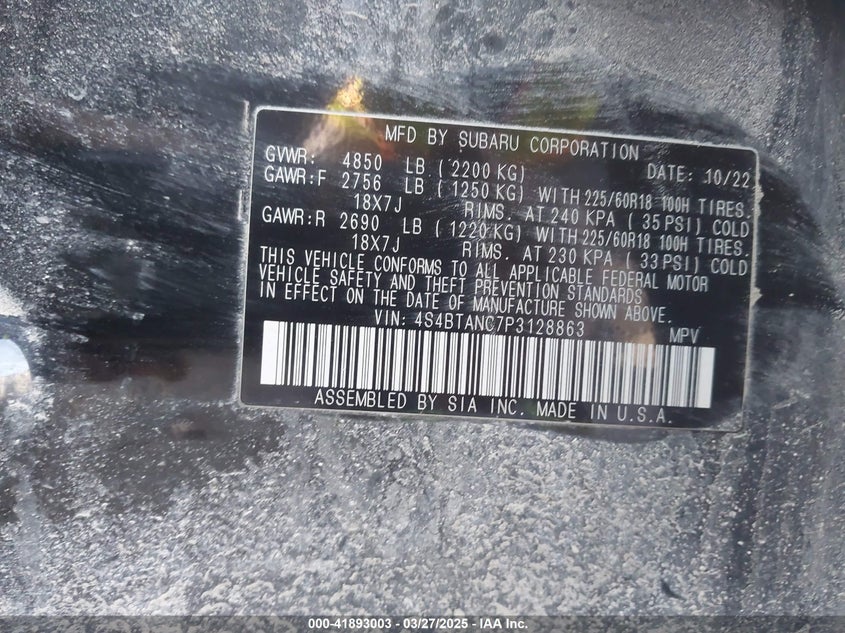 MFD BY SUBARU CORPORATION
GVWR: 4850 LB (2200 KG) DATE: 10/22
GAWR:F 2756 LB (1250 KG) WITH 225/60R18 100H TIRES.
18X7J RIMS. AT 240 KPA (35 PSI) COLD
GAWR:R 2690 LB (1220 KG) WITH 225/60R18 100H TIRES.
18X7J RIMS. AT 230 KPA (33 PSI) COLD
THIS VEHICLE CONFORMS TO ALL APPLICABLE FEDERAL MOTOR
VEHICLE SAFETY AND THEFT PREVENTION STANDARDS
IN EFFECT ON THE DATE OF MANUFACTURE SHOWN ABOVE.
VIN: 4S4BTANC7P3128863 MPV
ASSEMBLED BY SIA INC. MADE IN U.S.A.
000-41893003 - 03/27/2025 - IAA Inc.